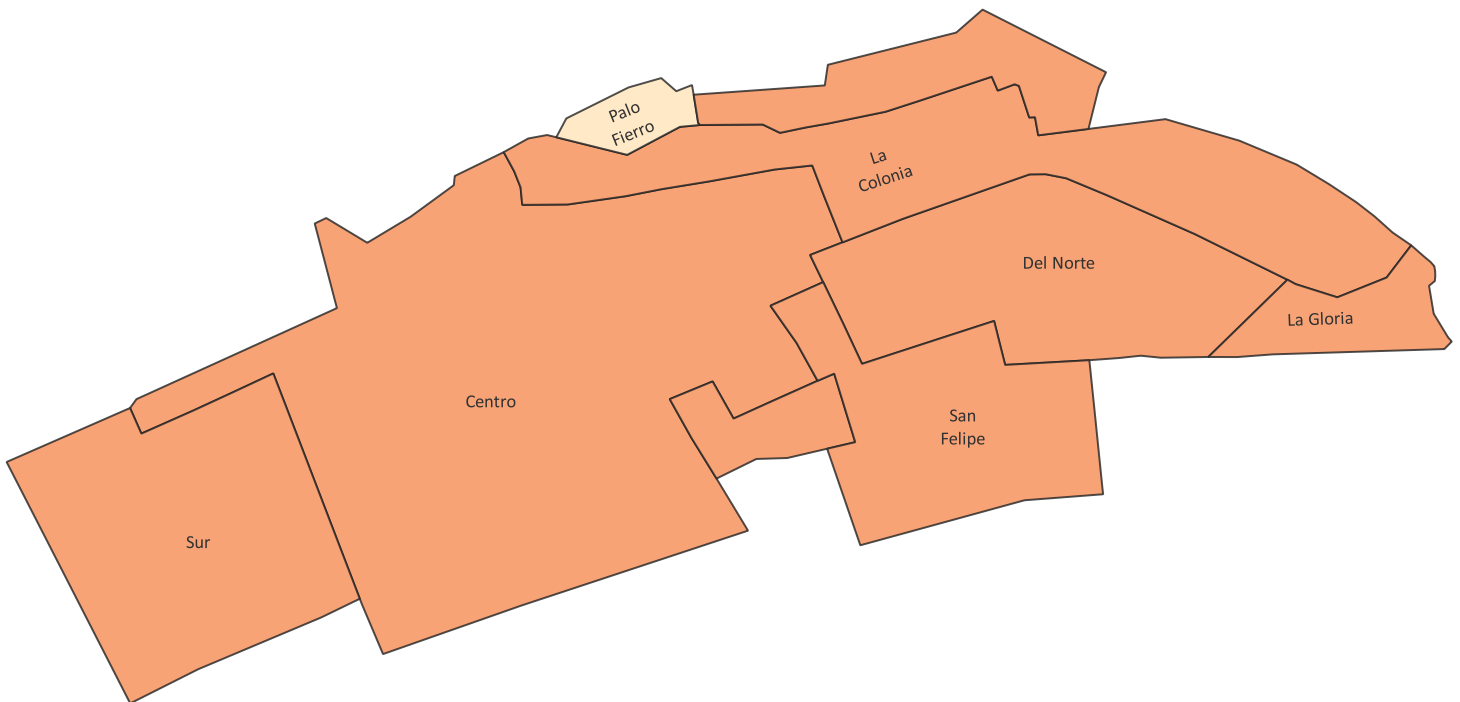 Palo
Fierro
La
Colonia
Del Norte
La Gloria
Centro
San
Felipe
Sur